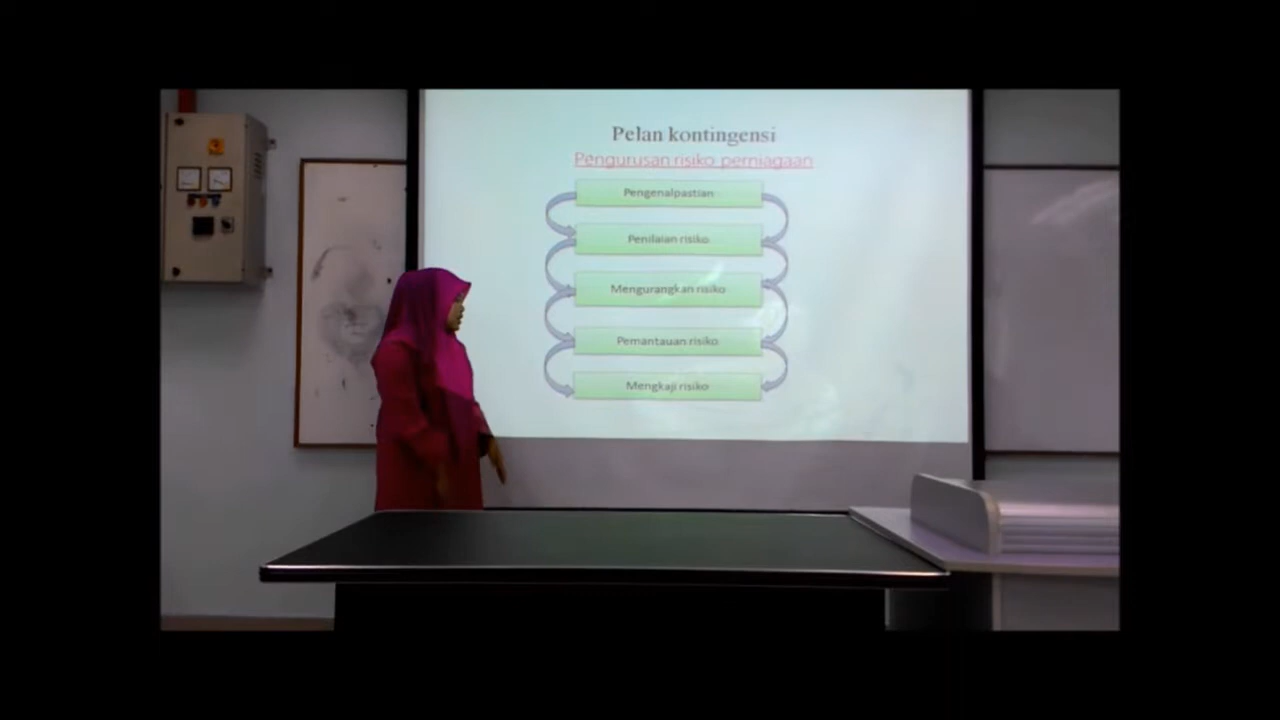 Pelan kontingensi
Pengurusan risiko perniagaan
Pengenalpastian
Penilaian risiko
Mengurangkan risiko
Pemantauan risiko
Mengkaji risiko